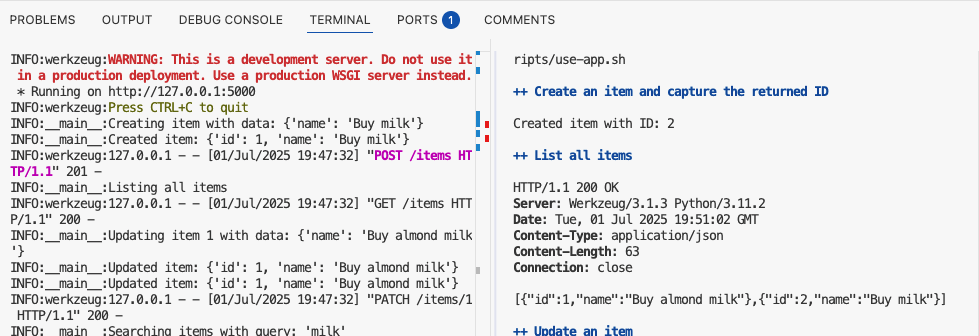 PROBLEMS OUTPUT DEBUG CONSOLE TERMINAL PORTS 1 COMMENTS
INFO:werkzeug:WARNING: This is a development server. Do not use it
in a production deployment. Use a production WSGI server instead.
* Running on http://127.0.0.1:5000
INFO:werkzeug:Press CTRL+C to quit
INFO:__main__:Creating item with data: {'name': 'Buy milk'}
INFO:__main__:Created item: {'id': 1, 'name': 'Buy milk'}
INFO:werkzeug:127.0.0.1 - - [01/Jul/2025 19:47:32] "POST /items HT
TP/1.1" 201 -
INFO:__main__:Listing all items
INFO:werkzeug:127.0.0.1 - - [01/Jul/2025 19:47:32] "GET /items HTT
P/1.1" 200 -
INFO:__main__:Updating item 1 with data: {'name': 'Buy almond milk
'}
INFO:__main__:Updated item: {'id': 1, 'name': 'Buy almond milk'}
INFO:__main__:Updated item: {'id': 1, 'name': 'Buy almond milk'}
INFO:werkzeug:127.0.0.1 - - [01/Jul/2025 19:47:32] "PATCH /items/1
HTTP/1.1" 200 -
INFO:__main__:Searching items with query: 'milk'
ripts/use-app.sh
++ Create an item and capture the returned ID
Created item with ID: 2
++ List all items
HTTP/1.1 200 OK
Server: Werkzeug/3.1.3 Python/3.11.2
Date: Tue, 01 Jul 2025 19:51:02 GMT
Content-Type: application/json
Content-Length: 63
Connection: close
[{"id":1,"name":"Buy almond milk"},{"id":2,"name":"Buy milk"}]
++ Update an item